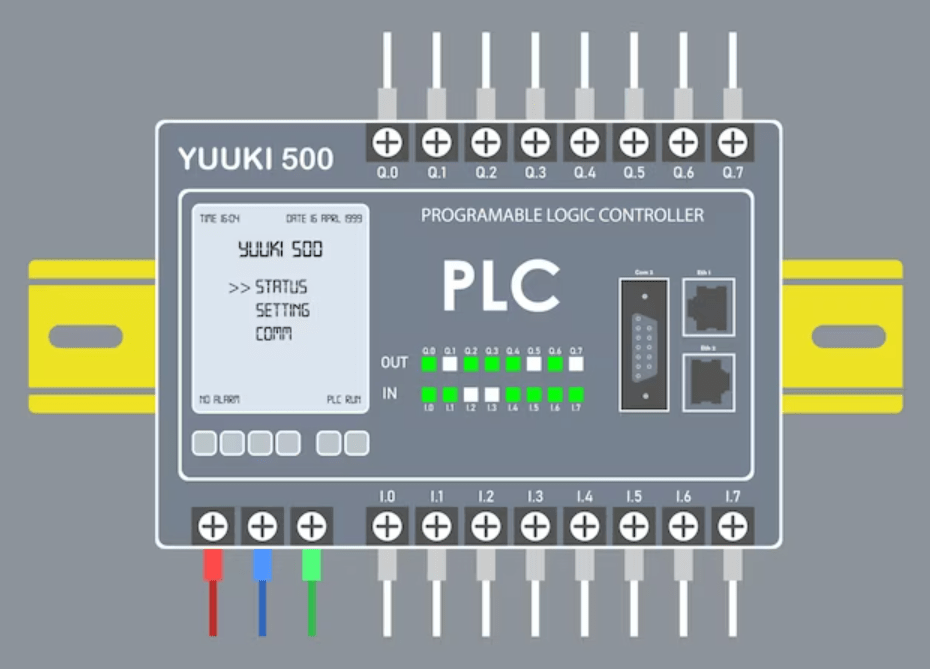 Q.0 Q.1 Q.2 Q.3 Q.4 Q.5 Q.6 Q.7
YUUKI 500
TIME 16:04 DATE 16 APRL 1999
YUUKI 500
>> STATUS
SETTING
COMM
NO ALARM PLC RUN
PROGRAMABLE LOGIC CONTROLLER
PLC
Com 1 Eth 1
Eth 2
Q.0 Q.1 Q.2 Q.3 Q.4 Q.5 Q.6 Q.7
OUT
IN
I.0 I.1 I.2 I.3 I.4 I.5 I.6 I.7
I.0 I.1 I.2 I.3 I.4 I.5 I.6 I.7